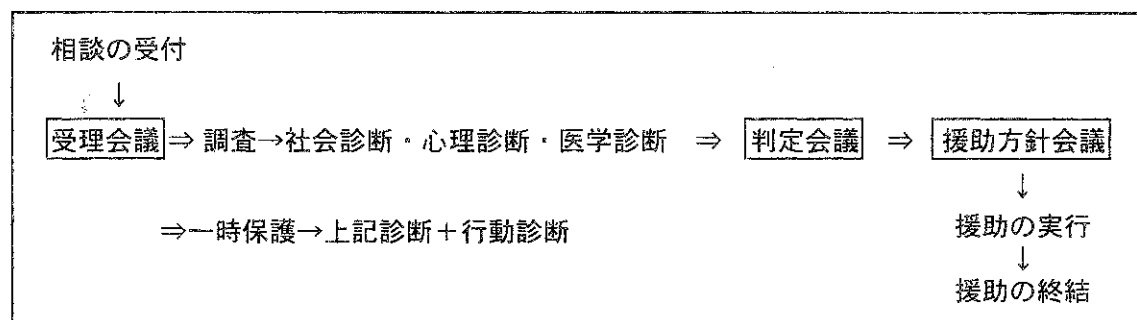 相談の受付
↓
受理会議⇒ 調査→社会診断・心理診断・医学診断 ⇒ 判定会議 ⇒ 援助方針会議
↓
⇒一時保護→上記診断＋行動診断 援助の実行
↓
援助の終結